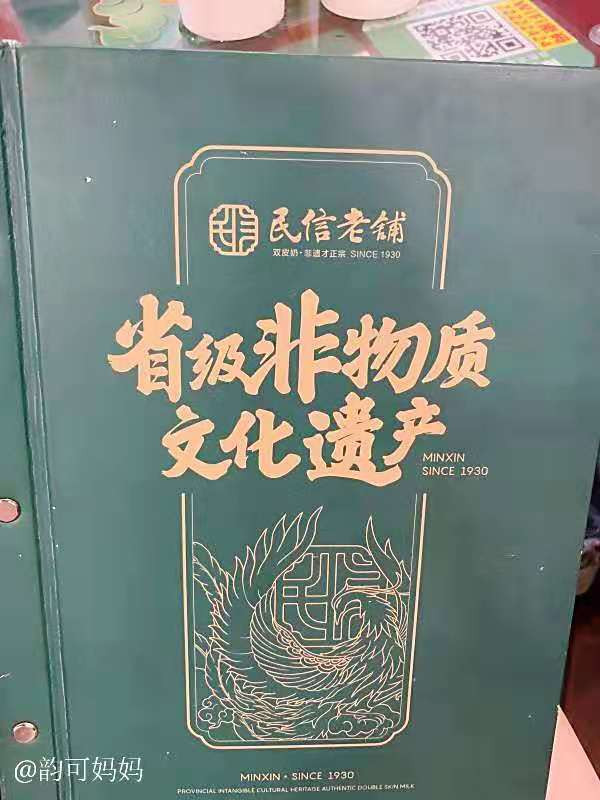 民信老铺
双皮奶·非遗才正宗 SINCE 1930
省级非物质
文化遗产
MINXIN
SINCE 1930
MINXIN · SINCE 1930
PROVINCIAL INTANGIBLE CULTURAL HERITAGE AUTHENTIC DOUBLE SKIN MILK
@韵可妈妈